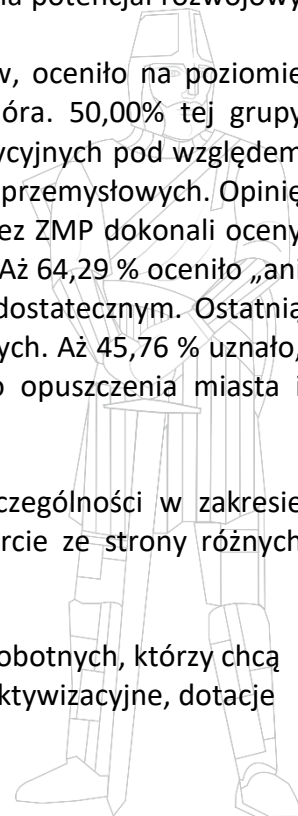 na potencjał rozwojowy
w, oceniło na poziomie
óra. 50,00% tej grupy
ycyjnych pod względem
przemysłowych. Opinię
ez ZMP dokonali oceny
Aż 64,29 % oceniło „ani
dostatecznym. Ostatnią
ych. Aż 45,76 % uznało,
o opuszczenia miasta i
czególności w zakresie
rcie ze strony różnych
obotnych, którzy chcą
ktywizacyjne, dotacje